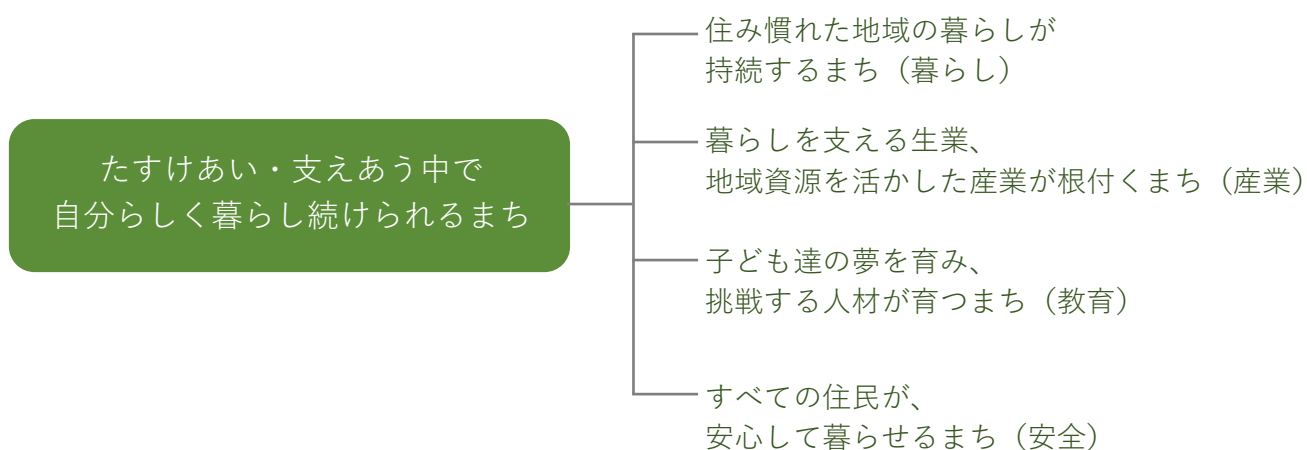 たすけあい・支えあう中で
自分らしく暮らし続けられるまち
住み慣れた地域の暮らしが
持続するまち（暮らし）
暮らしを支える生業、
地域資源を活かした産業が根付くまち（産業）
子ども達の夢を育み、
挑戦する人材が育つまち（教育）
すべての住民が、
安心して暮らせるまち（安全）